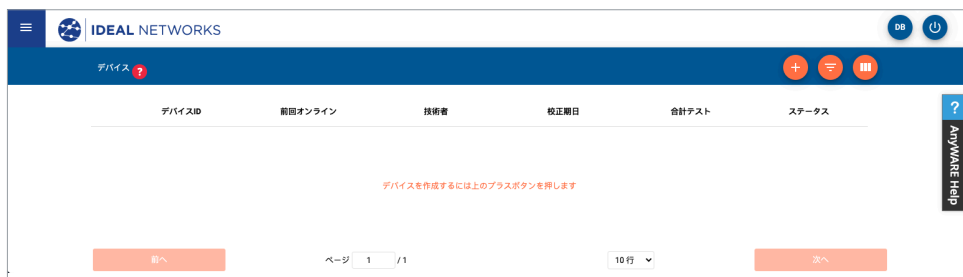 IDEAL NETWORKS
DB
デバイス ?
デバイスID 前回オンライン 技術者 校正期日 合計テスト ステータス
デバイスを作成するには上のプラスボタンを押します
前へ ページ 1 / 1 10 行 次へ
? AnyWARE Help